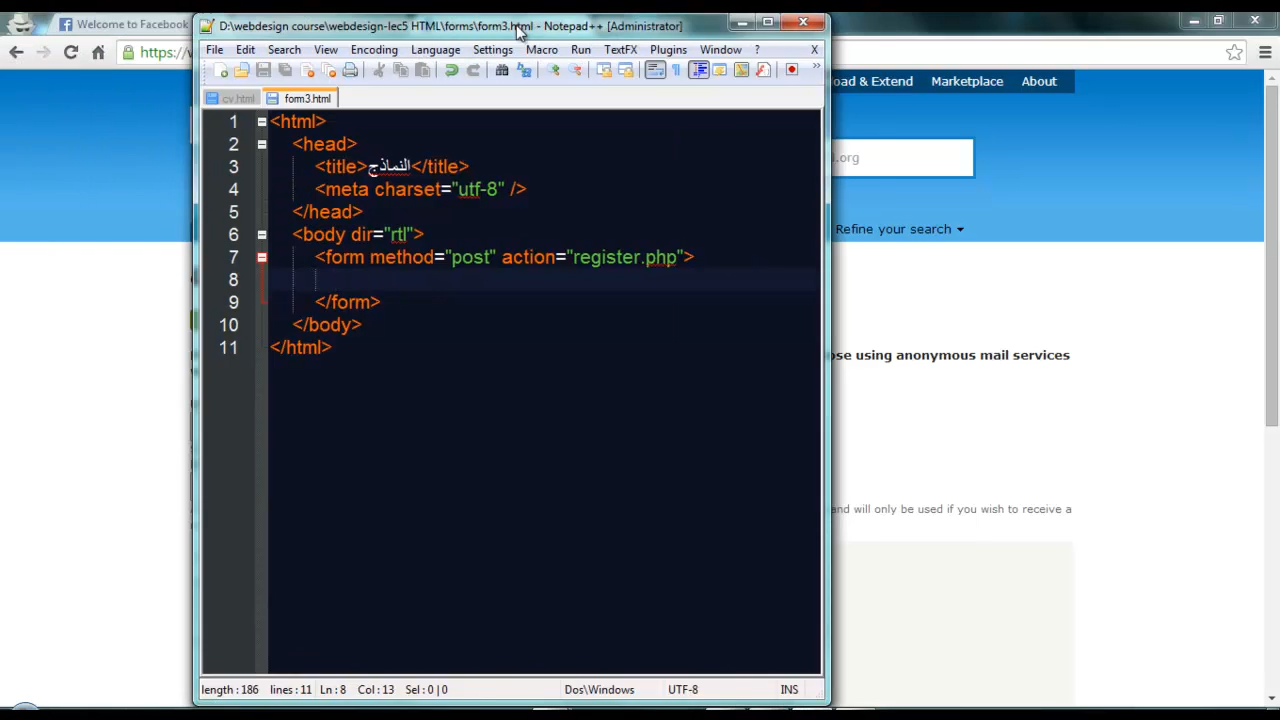 Welcome to Facebook
D:\webdesign course\webdesign-lec5 HTML\forms\form3.html - Notepad++ [Administrator]
File Edit Search View Encoding Language Settings Macro Run TextFX Plugins Window ? X
https://w
cv.html form3.html
1 <html>
2 <head>
3 <title>النماذج</title>
4 <meta charset="utf-8" />
5 </head>
6 <body dir="rtl">
7 <form method="post" action="register.php">
8
9 </form>
10 </body>
11 </html>
length : 186 lines : 11 Ln : 8 Col : 13 Sel : 0 | 0 Dos\Windows UTF-8 INS
load & Extend Marketplace About
.org
Refine your search
using anonymous mail services
and will only be used if you wish to receive a